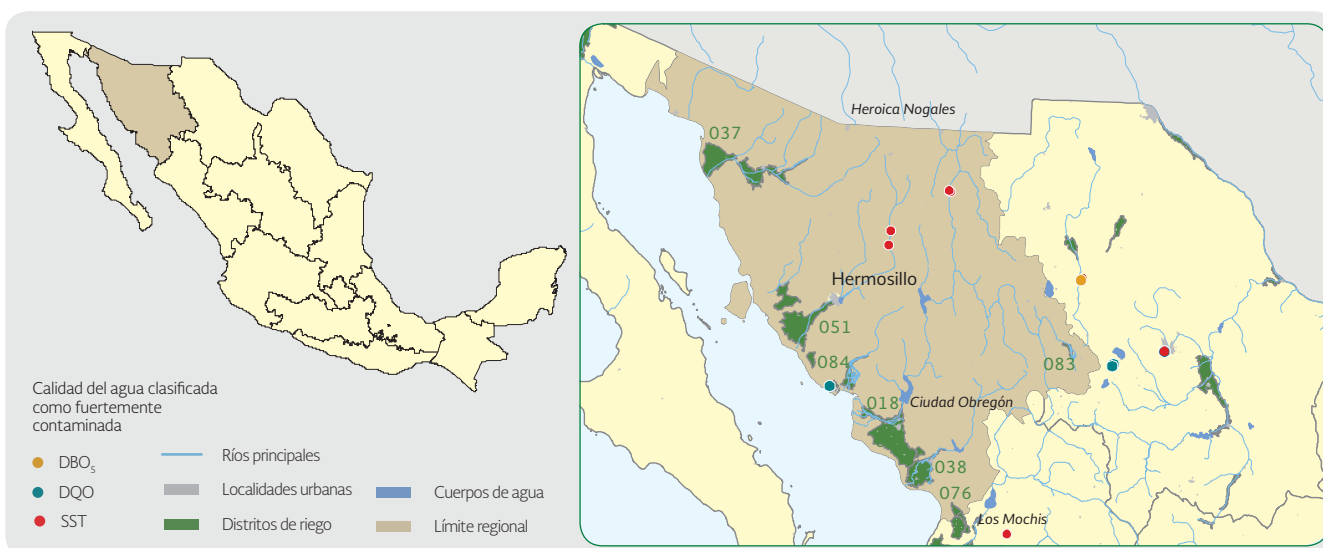 Calidad del agua clasificada
como fuertemente
contaminada
DBO₅
DQO
SST
Ríos principales
Localidades urbanas
Distritos de riego
Cuerpos de agua
Límite regional
Heroica Nogales
037
Hermosillo
051
084
083
018
Ciudad Obregón
038
076
Los Mochis